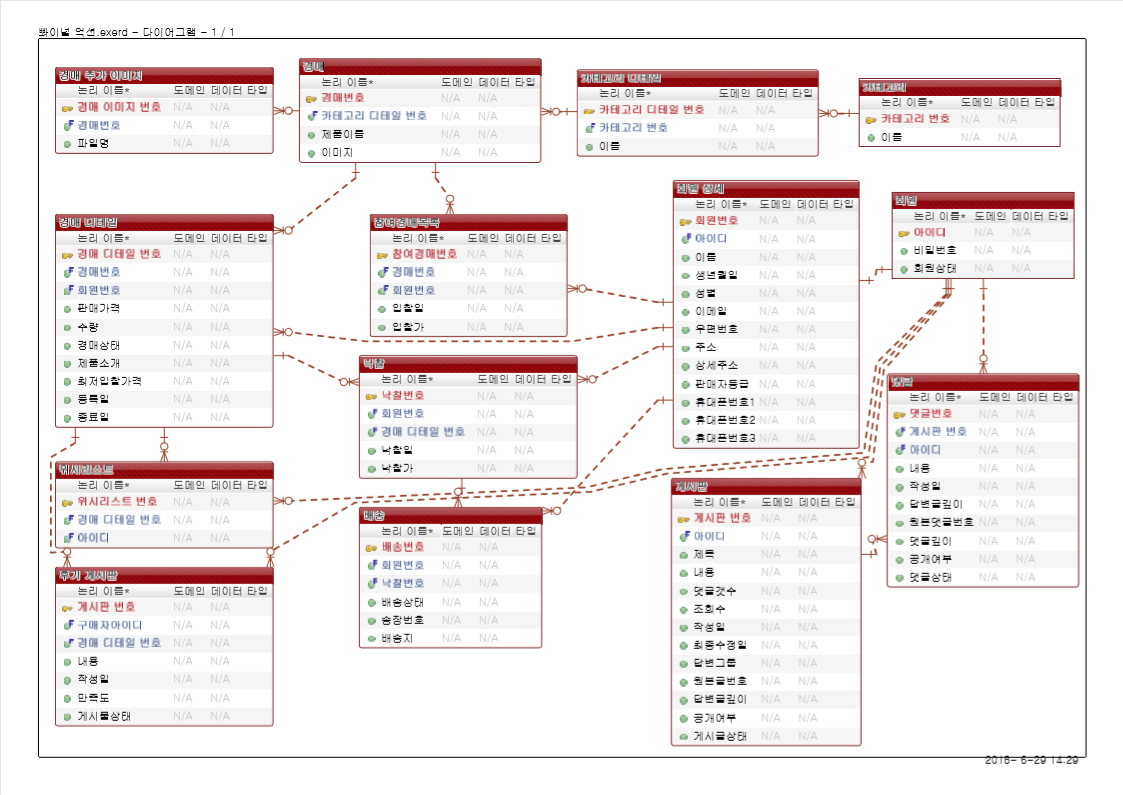 빠이널 억션.exerd - 다이어그램 - 1 / 1
경매 추가 이미지
논리 이름* 도메인 데이터 타입
경매 이미지 번호 N/A N/A
경매번호 N/A N/A
파일명 N/A N/A
경매
논리 이름* 도메인 데이터 타입
경매번호 N/A N/A
카테고리 디테일 번호 N/A N/A
제품이름 N/A N/A
이미지 N/A N/A
카테고리 디테일
논리 이름* 도메인 데이터 타입
카테고리 디테일 번호 N/A N/A
카테고리 번호 N/A N/A
이름 N/A N/A
카테고리
논리 이름* 도메인 데이터 타입
카테고리 번호 N/A N/A
이름 N/A N/A
경매 디테일
논리 이름* 도메인 데이터 타입
경매 디테일 번호 N/A N/A
경매번호 N/A N/A
회원번호 N/A N/A
판매가격 N/A N/A
수량 N/A N/A
경매상태 N/A N/A
제품소개 N/A N/A
최저입찰가격 N/A N/A
등록일 N/A N/A
종료일 N/A N/A
참여경매목록
논리 이름* 도메인 데이터 타입
참여경매번호 N/A N/A
경매번호 N/A N/A
회원번호 N/A N/A
입찰일 N/A N/A
입찰가 N/A N/A
회원 상세
논리 이름* 도메인 데이터 타입
회원번호 N/A N/A
아이디 N/A N/A
이름 N/A N/A
생년월일 N/A N/A
성별 N/A N/A
이메일 N/A N/A
우편번호 N/A N/A
주소 N/A N/A
상세주소 N/A N/A
판매자등급 N/A N/A
휴대폰번호1 N/A N/A
휴대폰번호2 N/A N/A
휴대폰번호3 N/A N/A
회원
논리 이름* 도메인 데이터 타입
아이디 N/A N/A
비밀번호 N/A N/A
회원상태 N/A N/A
낙찰
논리 이름* 도메인 데이터 타입
낙찰번호 N/A N/A
회원번호 N/A N/A
경매 디테일 번호 N/A N/A
낙찰일 N/A N/A
낙찰가 N/A N/A
댓글
논리 이름* 도메인 데이터 타입
댓글번호 N/A N/A
게시판 번호 N/A N/A
아이디 N/A N/A
내용 N/A N/A
작성일 N/A N/A
답변글깊이 N/A N/A
원본댓글번호 N/A N/A
댓글깊이 N/A N/A
공개여부 N/A N/A
댓글상태 N/A N/A
위시리스트
논리 이름* 도메인 데이터 타입
위시리스트 번호 N/A N/A
경매 디테일 번호 N/A N/A
아이디 N/A N/A
배송
논리 이름* 도메인 데이터 타입
배송번호 N/A N/A
회원번호 N/A N/A
낙찰번호 N/A N/A
배송상태 N/A N/A
송장번호 N/A N/A
배송지 N/A N/A
게시판
논리 이름* 도메인 데이터 타입
게시판 번호 N/A N/A
아이디 N/A N/A
제목 N/A N/A
내용 N/A N/A
댓글갯수 N/A N/A
조회수 N/A N/A
작성일 N/A N/A
최종수정일 N/A N/A
답변그룹 N/A N/A
원본글번호 N/A N/A
답변글깊이 N/A N/A
공개여부 N/A N/A
게시글상태 N/A N/A
후기 게시판
논리 이름* 도메인 데이터 타입
게시판 번호 N/A N/A
구매자아이디 N/A N/A
경매 디테일 번호 N/A N/A
내용 N/A N/A
작성일 N/A N/A
만족도 N/A N/A
게시물상태 N/A N/A
2016- 6-29 14:29